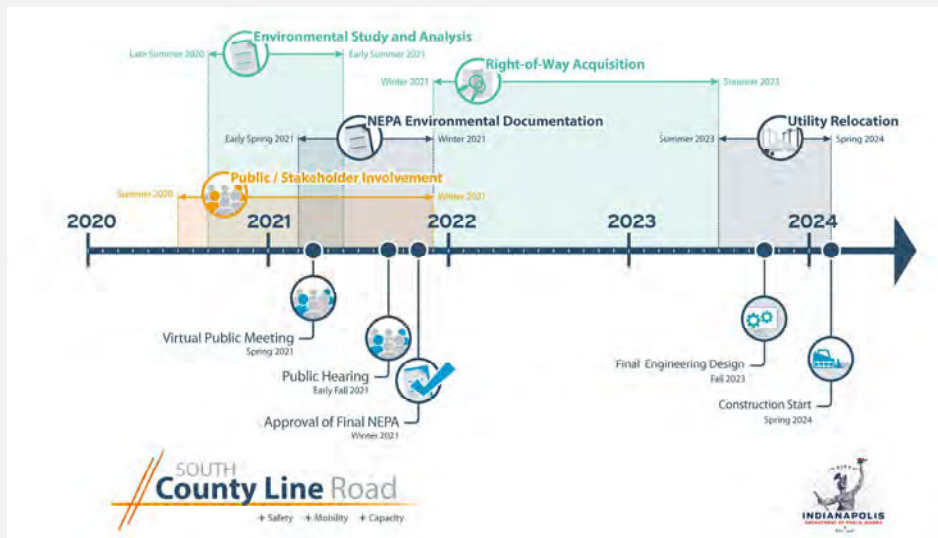 Environmental Study and Analysis
Late Summer 2020
Early Summer 2021
Right-of-Way Acquisition
Winter 2021
Summer 2023
NEPA Environmental Documentation
Early Spring 2021
Winter 2021
Utility Relocation
Summer 2023
Spring 2024
Public / Stakeholder Involvement
Summer 2020
Winter 2021
2020
2021
2022
2023
2024
Virtual Public Meeting
Spring 2021
Public Hearing
Early Fall 2021
Approval of Final NEPA
Winter 2021
Final Engineering Design
Fall 2023
Construction Start
Spring 2024
SOUTH
County Line Road
+ Safety + Mobility + Capacity
INDIANAPOLIS
DEPARTMENT OF PUBLIC WORKS